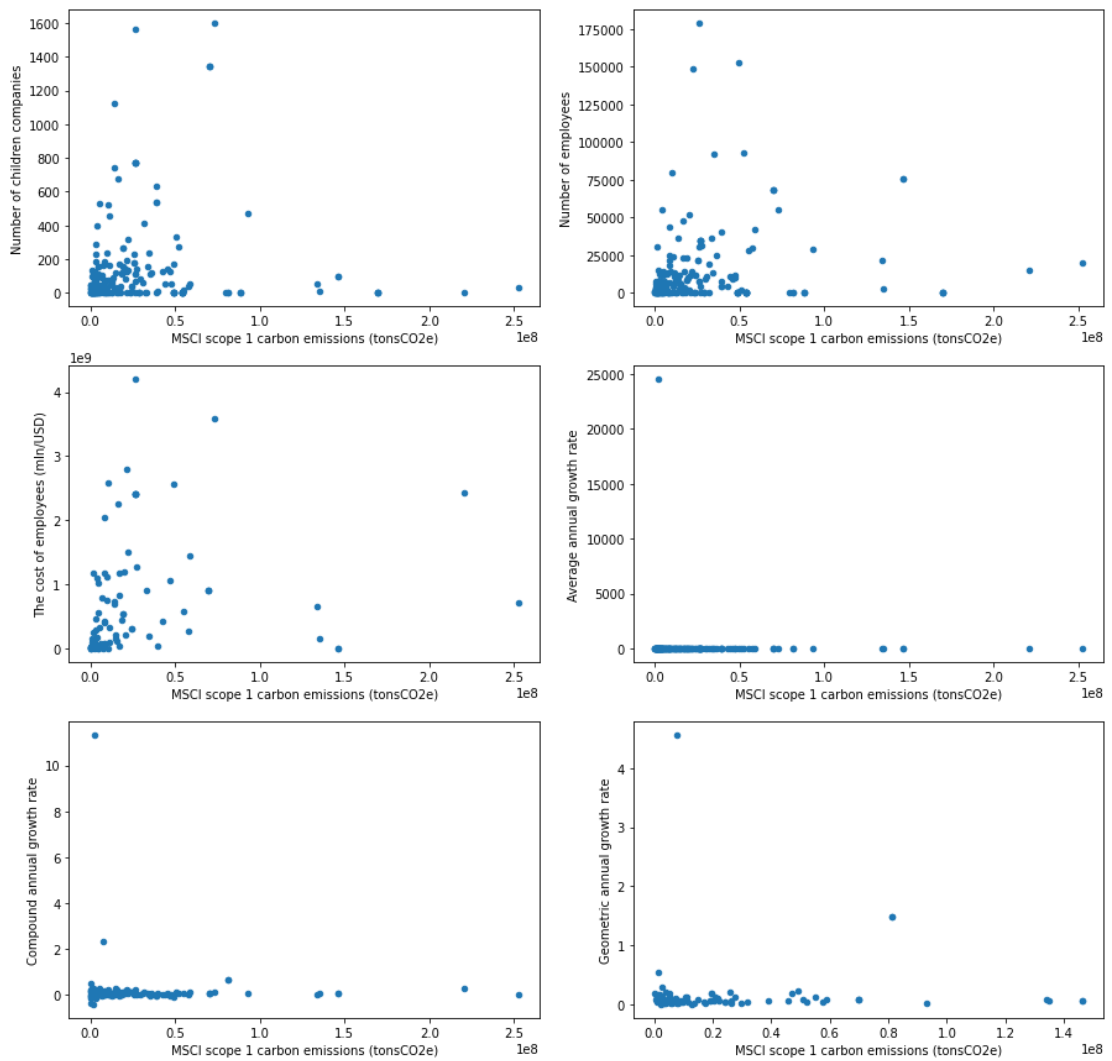 1600
1400
1200
1000
800
600
400
200
0
Number of children companies
0.0 0.5 1.0 1.5 2.0 2.5
1e8
MSCI scope 1 carbon emissions (tonsCO2e)
175000
150000
125000
100000
75000
50000
25000
0
Number of employees
0.0 0.5 1.0 1.5 2.0 2.5
1e8
MSCI scope 1 carbon emissions (tonsCO2e)
1e9
4
3
2
1
0
The cost of employees (mln/USD)
0.0 0.5 1.0 1.5 2.0 2.5
1e8
MSCI scope 1 carbon emissions (tonsCO2e)
25000
20000
15000
10000
5000
0
Average annual growth rate
0.0 0.5 1.0 1.5 2.0 2.5
1e8
MSCI scope 1 carbon emissions (tonsCO2e)
10
8
6
4
2
0
Compound annual growth rate
0.0 0.5 1.0 1.5 2.0 2.5
1e8
MSCI scope 1 carbon emissions (tonsCO2e)
4
3
2
1
0
Geometric annual growth rate
0.0 0.2 0.4 0.6 0.8 1.0 1.2 1.4
1e8
MSCI scope 1 carbon emissions (tonsCO2e)